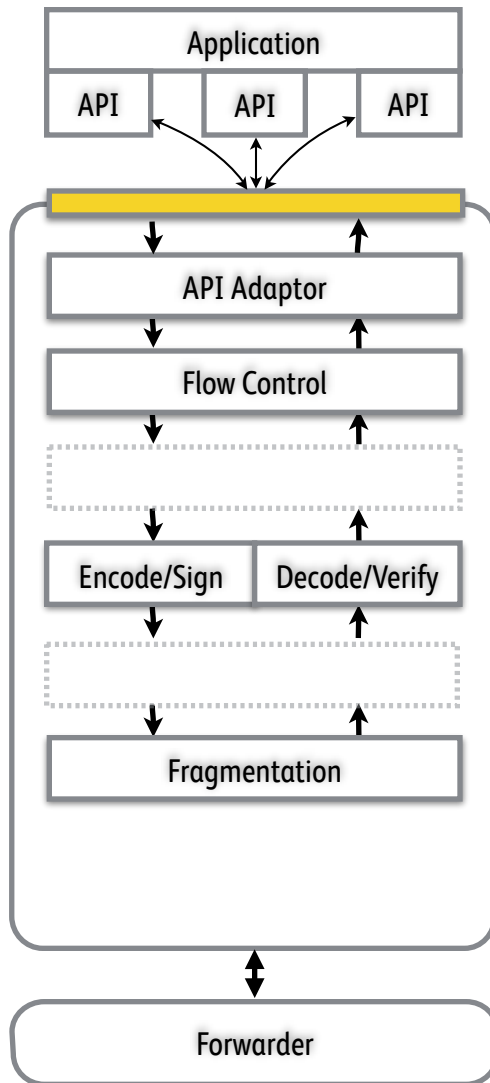 Application
API
API
API
API Adaptor
Flow Control
Encode/Sign
Decode/Verify
Fragmentation
Forwarder